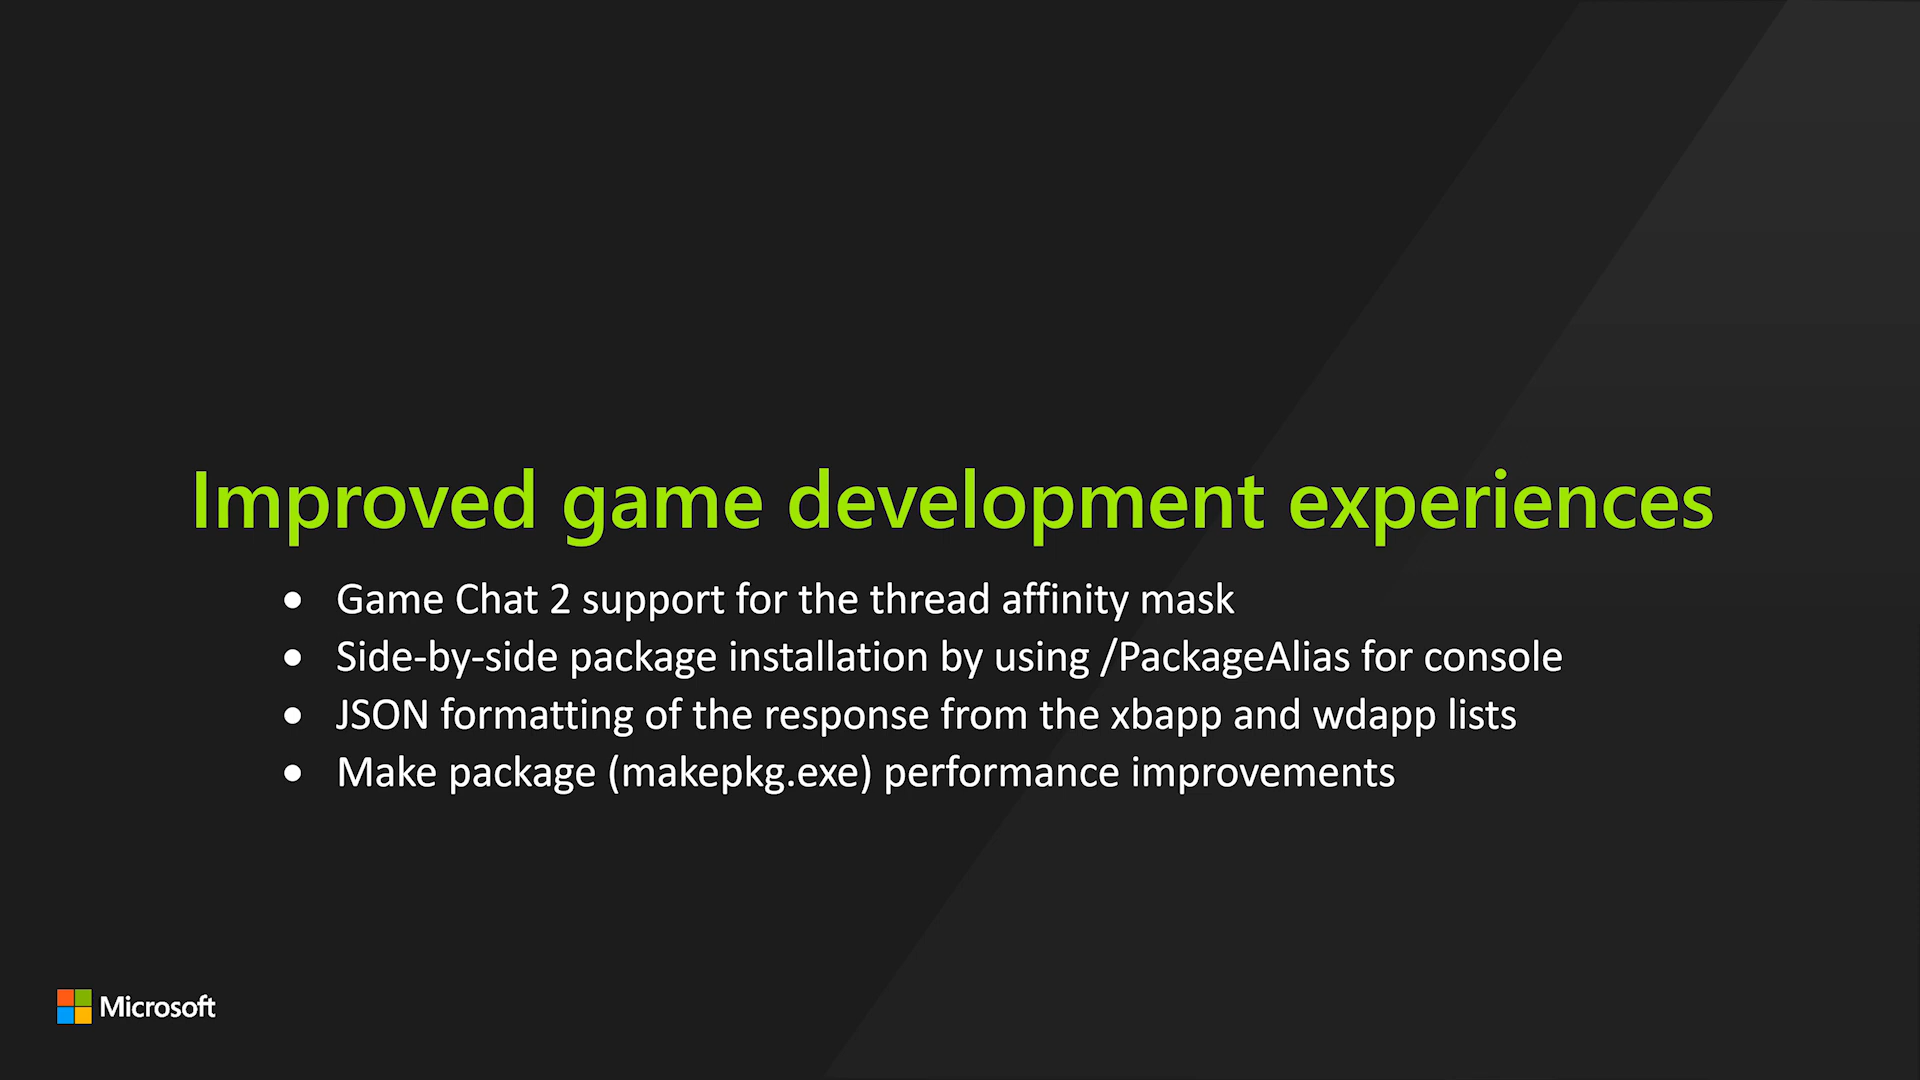 Improved game development experiences
• Game Chat 2 support for the thread affinity mask
• Side-by-side package installation by using /PackageAlias for console
• JSON formatting of the response from the xbapp and wdapp lists
• Make package (makepkg.exe) performance improvements
Microsoft